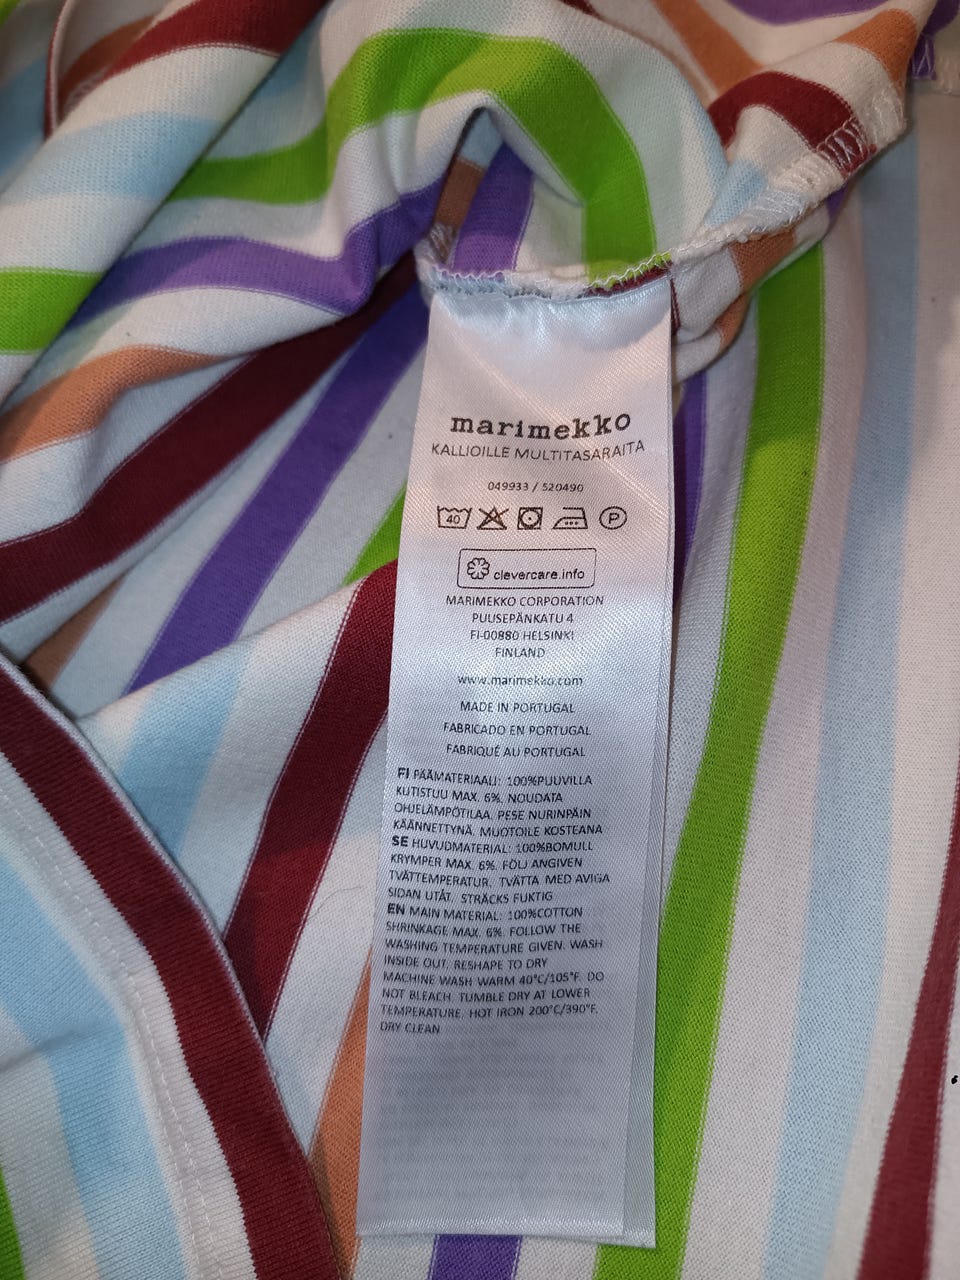 marimekko
KALLIOILLE MULTITASARAITA
049933 / 520490
40 P
clevercare.info
MARIMEKKO CORPORATION
PUUSEPÄNKATU 4
FI-00880 HELSINKI
FINLAND
www.marimekko.com
MADE IN PORTUGAL
FABRICADO EN PORTUGAL
FABRIQUÉ AU PORTUGAL
FI PÄÄMATERIAALI: 100%PUUVILLA
KUTISTUU MAX. 6%. NOUDATA
OHJELÄMPÖTILAA. PESE NURINPÄIN
KÄÄNNETTYNÄ. MUOTOILE KOSTEANA
SE HUVUDMATERIAL: 100%BOMULL
KRYMPER MAX. 6%. FÖLJ ANGIVEN
TVÄTTEMPERATUR. TVÄTTA MED AVIGA
SIDAN UTÅT. STRÄCKS FUKTIG
EN MAIN MATERIAL: 100%COTTON
SHRINKAGE MAX. 6%. FOLLOW THE
WASHING TEMPERATURE GIVEN. WASH
INSIDE OUT. RESHAPE TO DRY
MACHINE WASH WARM 40°C/105°F. DO
NOT BLEACH. TUMBLE DRY AT LOWER
TEMPERATURE. HOT IRON 200°C/390°F.
DRY CLEAN